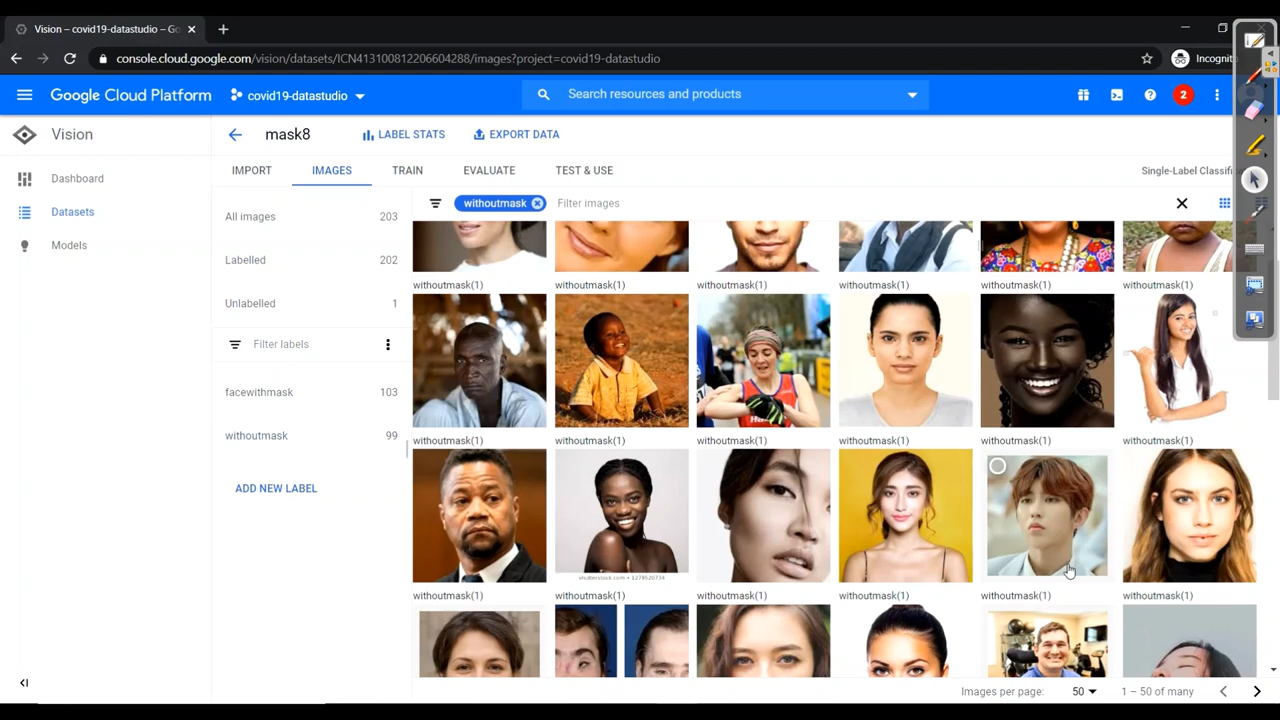 Vision – covid19-datastudio – Go
console.cloud.google.com/vision/datasets/ICN413100812206604288/images?project=covid19-datastudio
Incognito
Google Cloud Platform
covid19-datastudio
Search resources and products
2
Vision
mask8
LABEL STATS
EXPORT DATA
Dashboard
Datasets
Models
IMPORT
IMAGES
TRAIN
EVALUATE
TEST & USE
Single-Label Classifi
All images 203
Labelled 202
Unlabelled 1
Filter labels
facewithmask 103
withoutmask 99
ADD NEW LABEL
withoutmask
Filter images
withoutmask(1) withoutmask(1) withoutmask(1) withoutmask(1) withoutmask(1) withoutmask(1)
withoutmask(1) withoutmask(1) withoutmask(1) withoutmask(1) withoutmask(1) withoutmask(1)
shutterstock.com • 1278520734
withoutmask(1) withoutmask(1) withoutmask(1) withoutmask(1) withoutmask(1) withoutmask(1)
Images per page: 50 1 – 50 of many